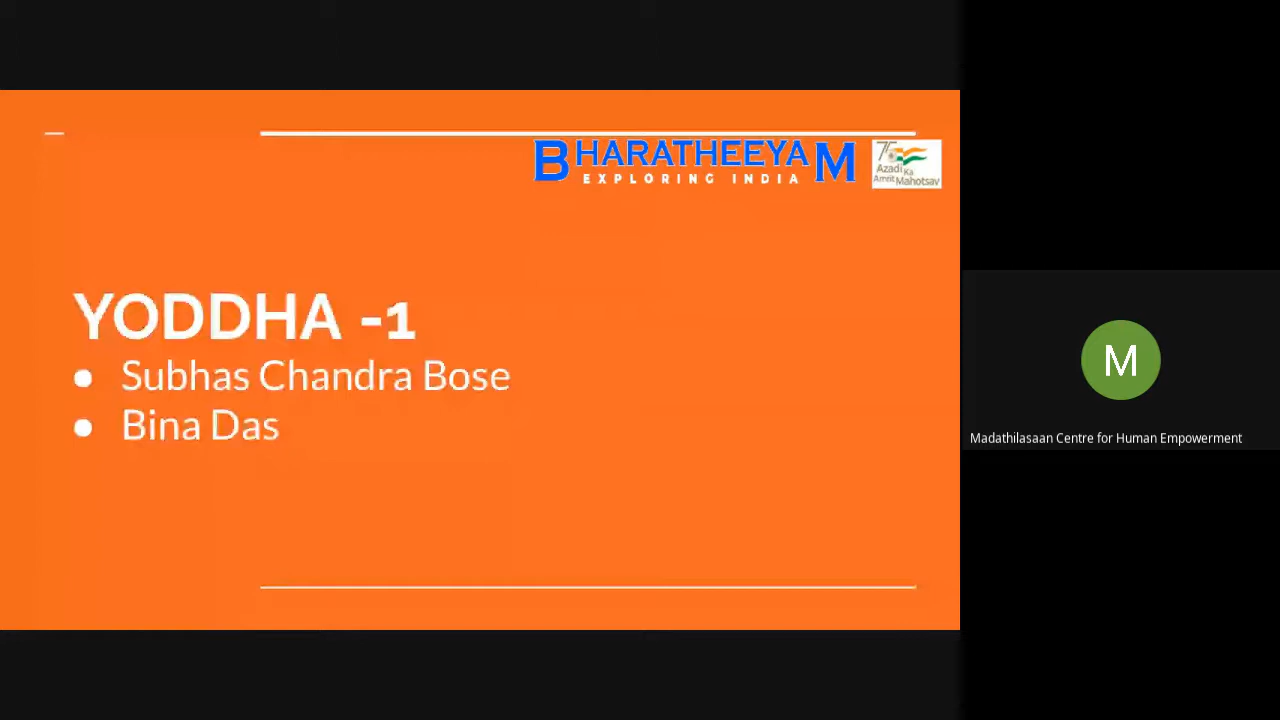 BHARATHEEYAM
EXPLORING INDIA
75
Azadi
Ka
Amrit Mahotsav
YODDHA -1
● Subhas Chandra Bose
● Bina Das
M
Madathilasaan Centre for Human Empowerment